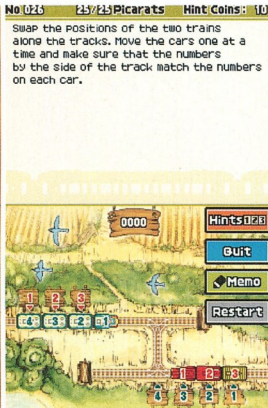 No.026 25/25 Picarats Hint Coins: 10
Swap the positions of the two trains
along the tracks. Move the cars one at a
time and make sure that the numbers
by the side of the track match the numbers
on each car.
0000
Hints 1 2 3
Quit
Memo
Restart
1 2 3
4 3 2 1
1 2 3
4 3 2 1